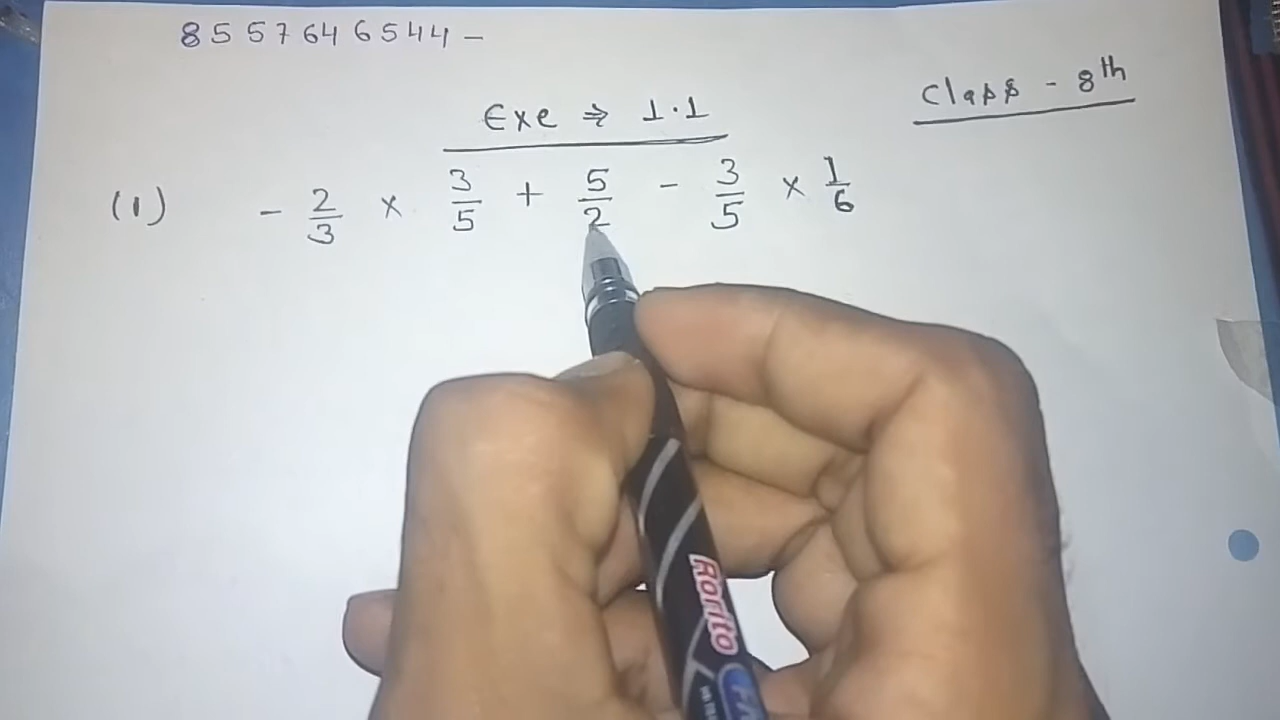 8557646544-
Class - 8th
Exe ⇒ 1.1
(1) - 2/3 × 3/5 + 5/2 - 3/5 × 1/6
Rorito